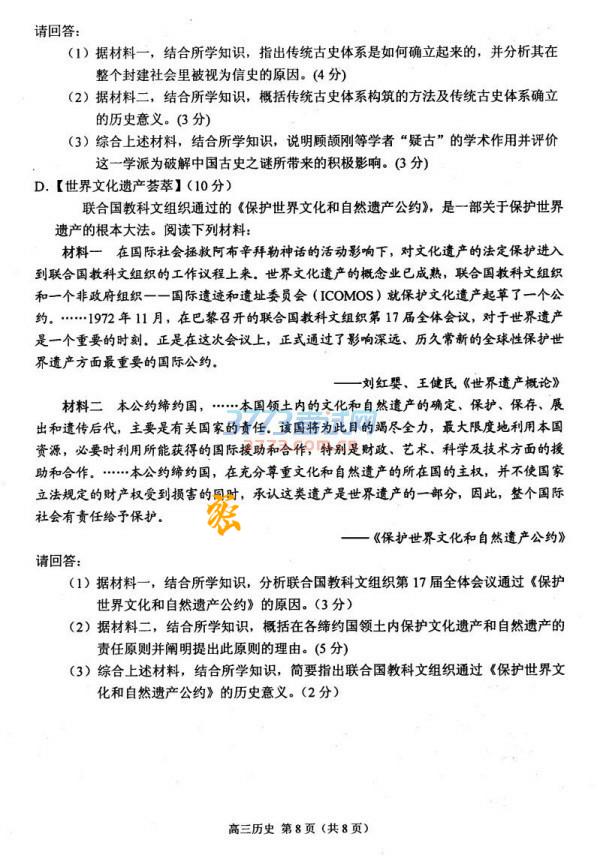 请回答：
（1）据材料一，结合所学知识，指出传统古史体系是如何确立起来的，并分析其在
整个封建社会里被视为信史的原因。(4 分)
（2）据材料二，结合所学知识，概括传统古史体系构筑的方法及传统古史体系确立
的历史意义。(3 分)
（3）综合上述材料，结合所学知识，说明顾颉刚等学者“疑古”的学术作用并评价
这一学派为破解中国古史之谜所带来的积极影响。(3 分)
D.【世界文化遗产荟萃】(10 分)
联合国教科文组织通过的《保护世界文化和自然遗产公约》，是一部关于保护世界
遗产的根本大法。阅读下列材料：
材料一 在国际社会拯救阿布辛拜勒神话的活动影响下，对文化遗产的法定保护进入
到联合国教科文组织的工作议程上来。世界文化遗产的概念业已成熟，联合国教科文组织
和一个非政府组织——国际遗迹和遗址委员会（ICOMOS）就保护文化遗产起草了一个公
约。……1972 年 11 月，在巴黎召开的联合国教科文组织第 17 届全体会议，对于世界遗产
是一个重要的时刻。正是在这次会议上，正式通过了影响深远、历久常新的全球性保护世
界遗产方面最重要的国际公约。
——刘红婴、王健民《世界遗产概论》
材料二 本公约缔约国，……本国领土内的文化和自然遗产的确定、保护、保存、展
出和遗传后代，主要是有关国家的责任。该国将为此目的竭尽全力，最大限度地利用本国
资源，必要时利用所能获得的国际援助和合作，特别是财政、艺术、科学及技术方面的援
助和合作。……本公约缔约国，在充分尊重文化和自然遗产的所在国的主权，并不使国家
立法规定的财产权受到损害的同时，承认这类遗产是世界遗产的一部分，因此，整个国际
社会有责任给予保护。
——《保护世界文化和自然遗产公约》
请回答：
（1）据材料一，结合所学知识，分析联合国教科文组织第 17 届全体会议通过《保护
世界文化和自然遗产公约》的原因。（3 分）
（2）据材料二，结合所学知识，概括在各缔约国领土内保护文化遗产和自然遗产的
责任原则并阐明提出此原则的理由。(5 分)
（3）综合上述材料，结合所学知识，简要指出联合国教科文组织通过《保护世界文
化和自然遗产公约》的历史意义。（2 分）
高三历史 第 8 页（共 8 页）
3773考试网
3773.com.cn